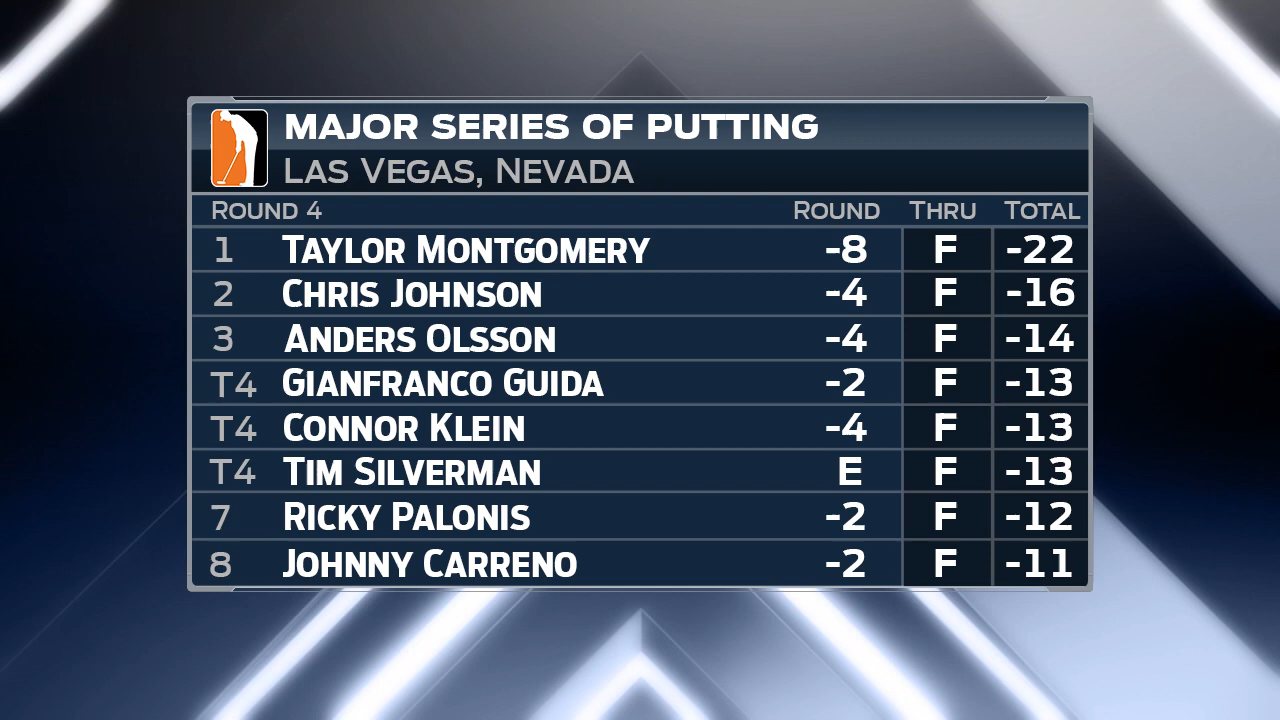 MAJOR SERIES OF PUTTING
LAS VEGAS, NEVADA
ROUND 4 ROUND THRU TOTAL
1 TAYLOR MONTGOMERY -8 F -22
2 CHRIS JOHNSON -4 F -16
3 ANDERS OLSSON -4 F -14
T4 GIANFRANCO GUIDA -2 F -13
T4 CONNOR KLEIN -4 F -13
T4 TIM SILVERMAN E F -13
7 RICKY PALONIS -2 F -12
8 JOHNNY CARRENO -2 F -11